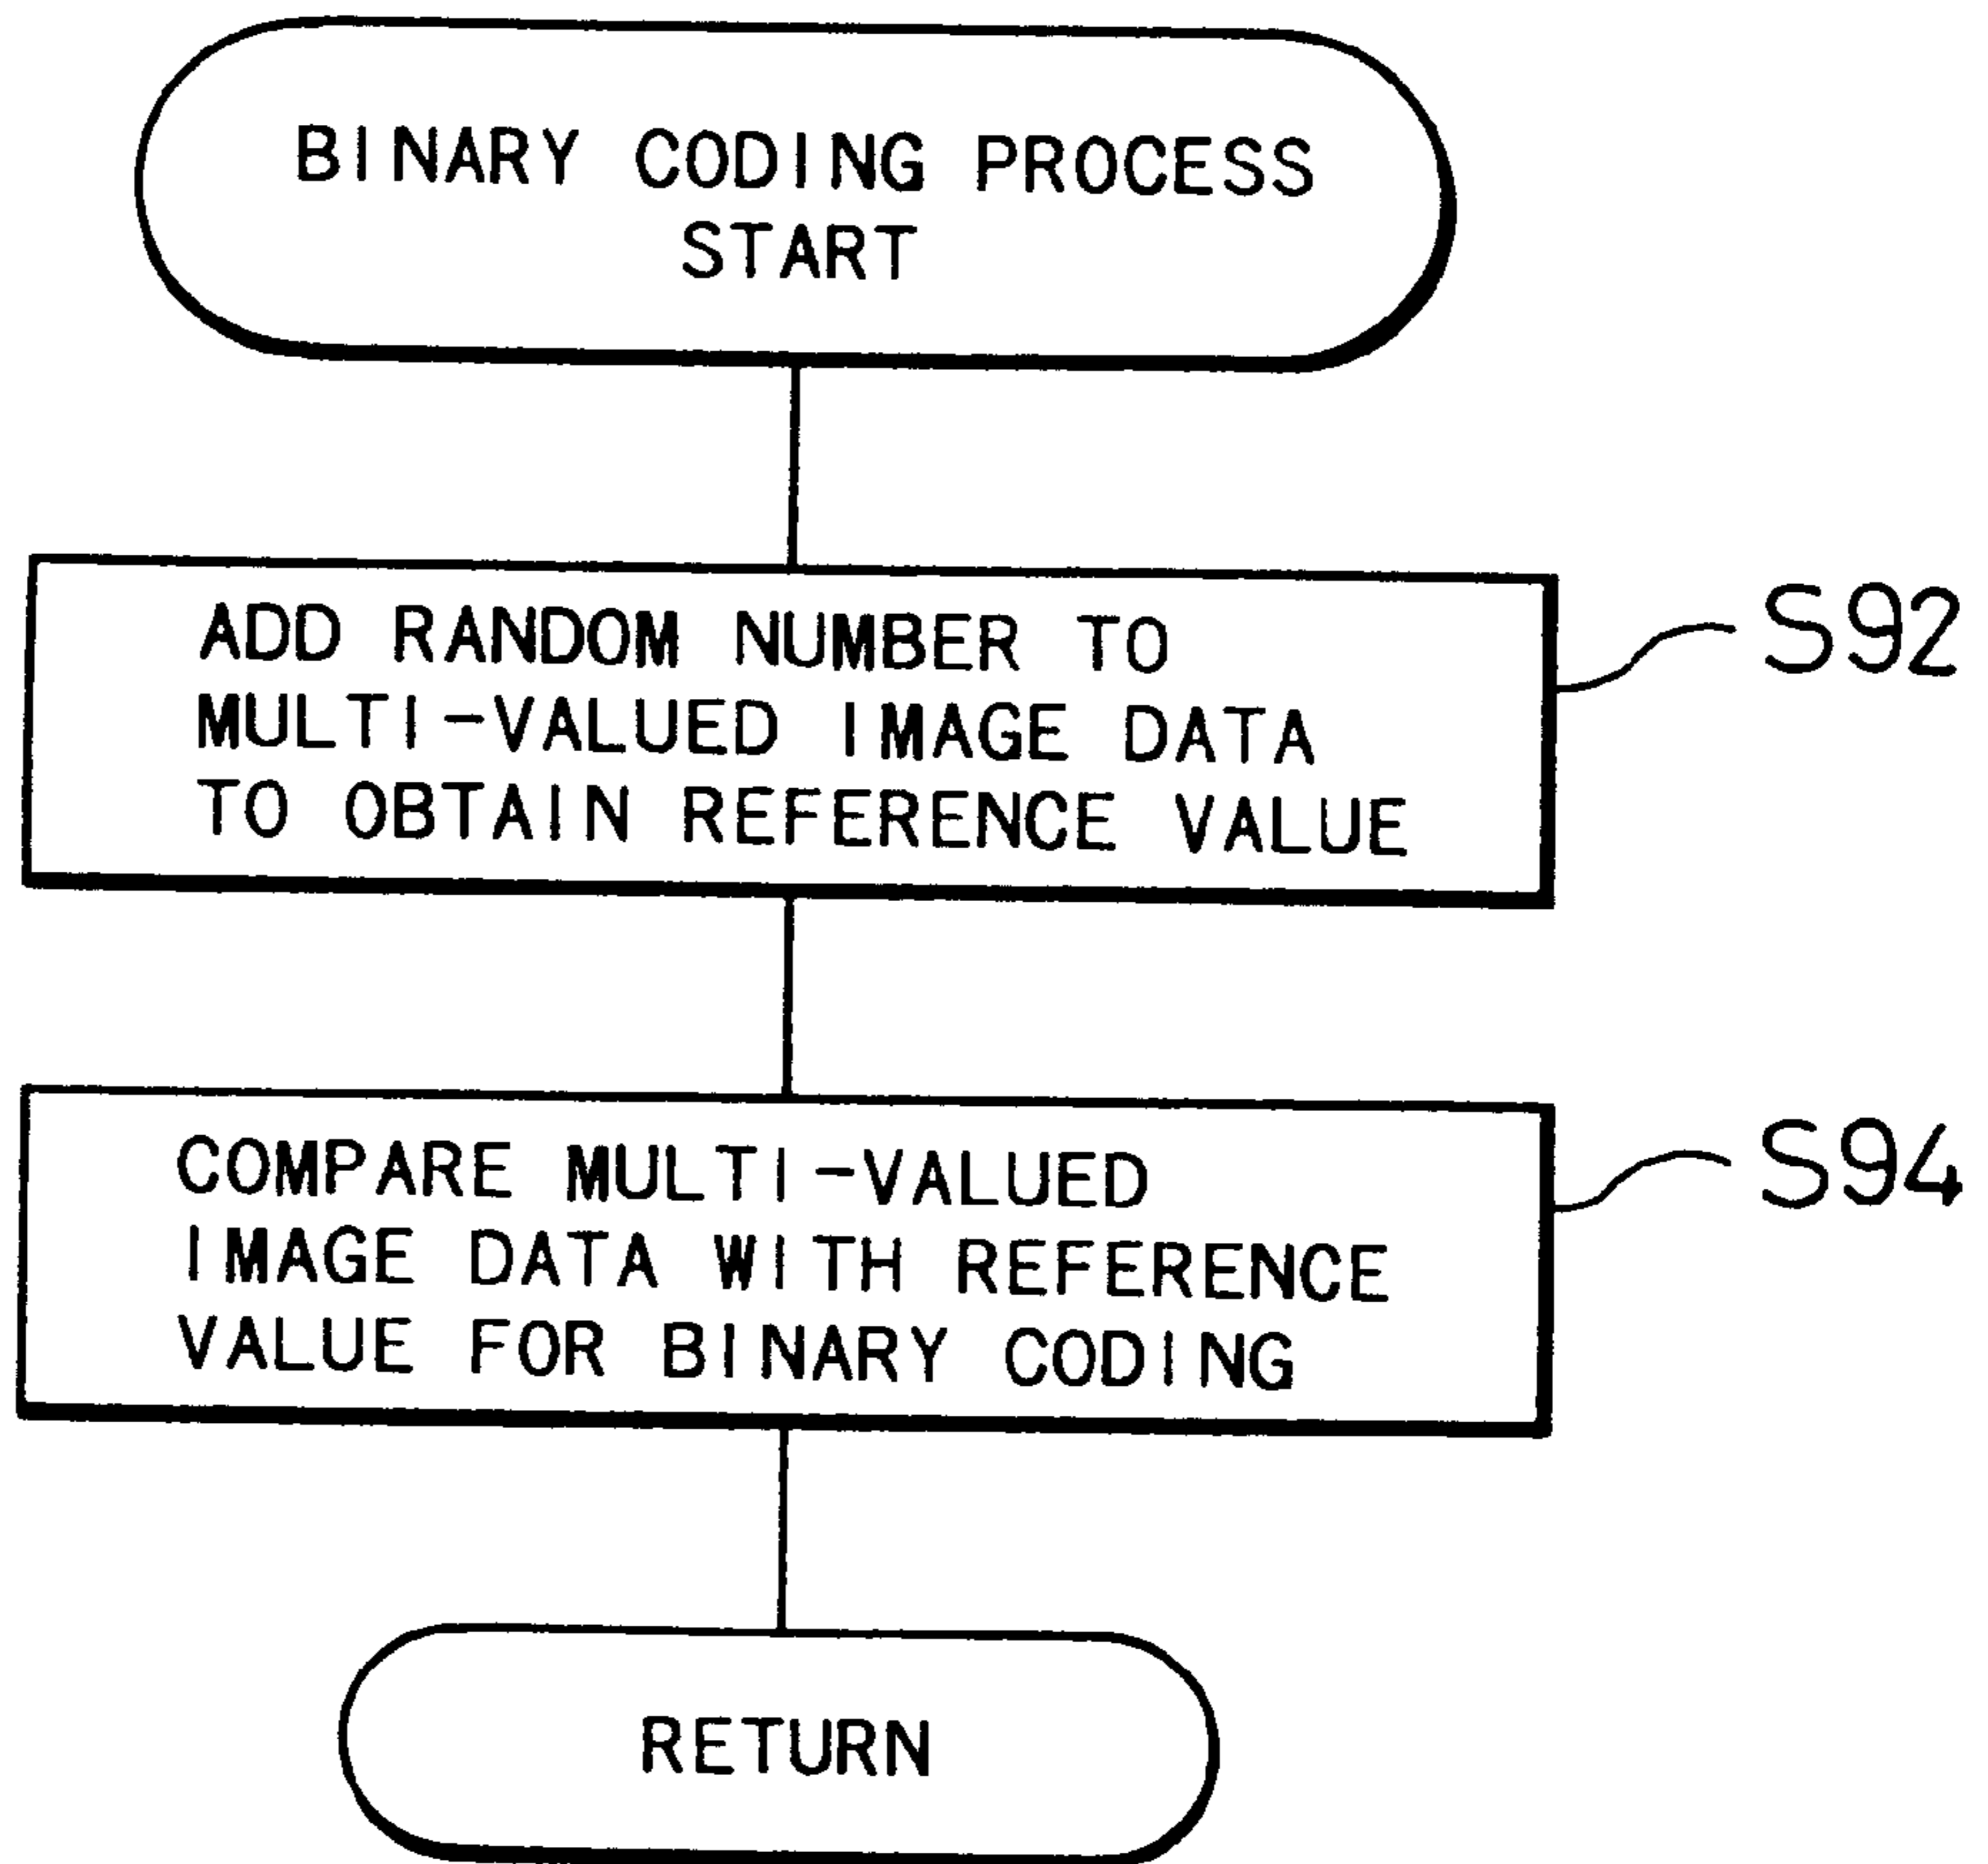 BINARY CODING PROCESS
START
ADD RANDOM NUMBER TO
MULTI-VALUED IMAGE DATA
TO OBTAIN REFERENCE VALUE
S92
COMPARE MULTI-VALUED
IMAGE DATA WITH REFERENCE
VALUE FOR BINARY CODING
S94
RETURN